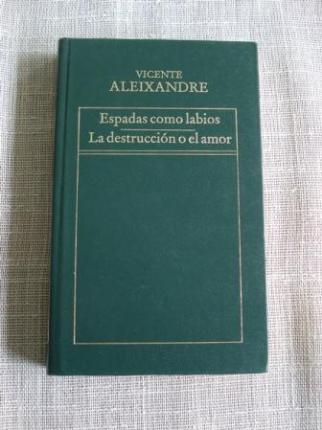 VICENTE
ALEIXANDRE
Espadas como labios
La destrucción o el amor